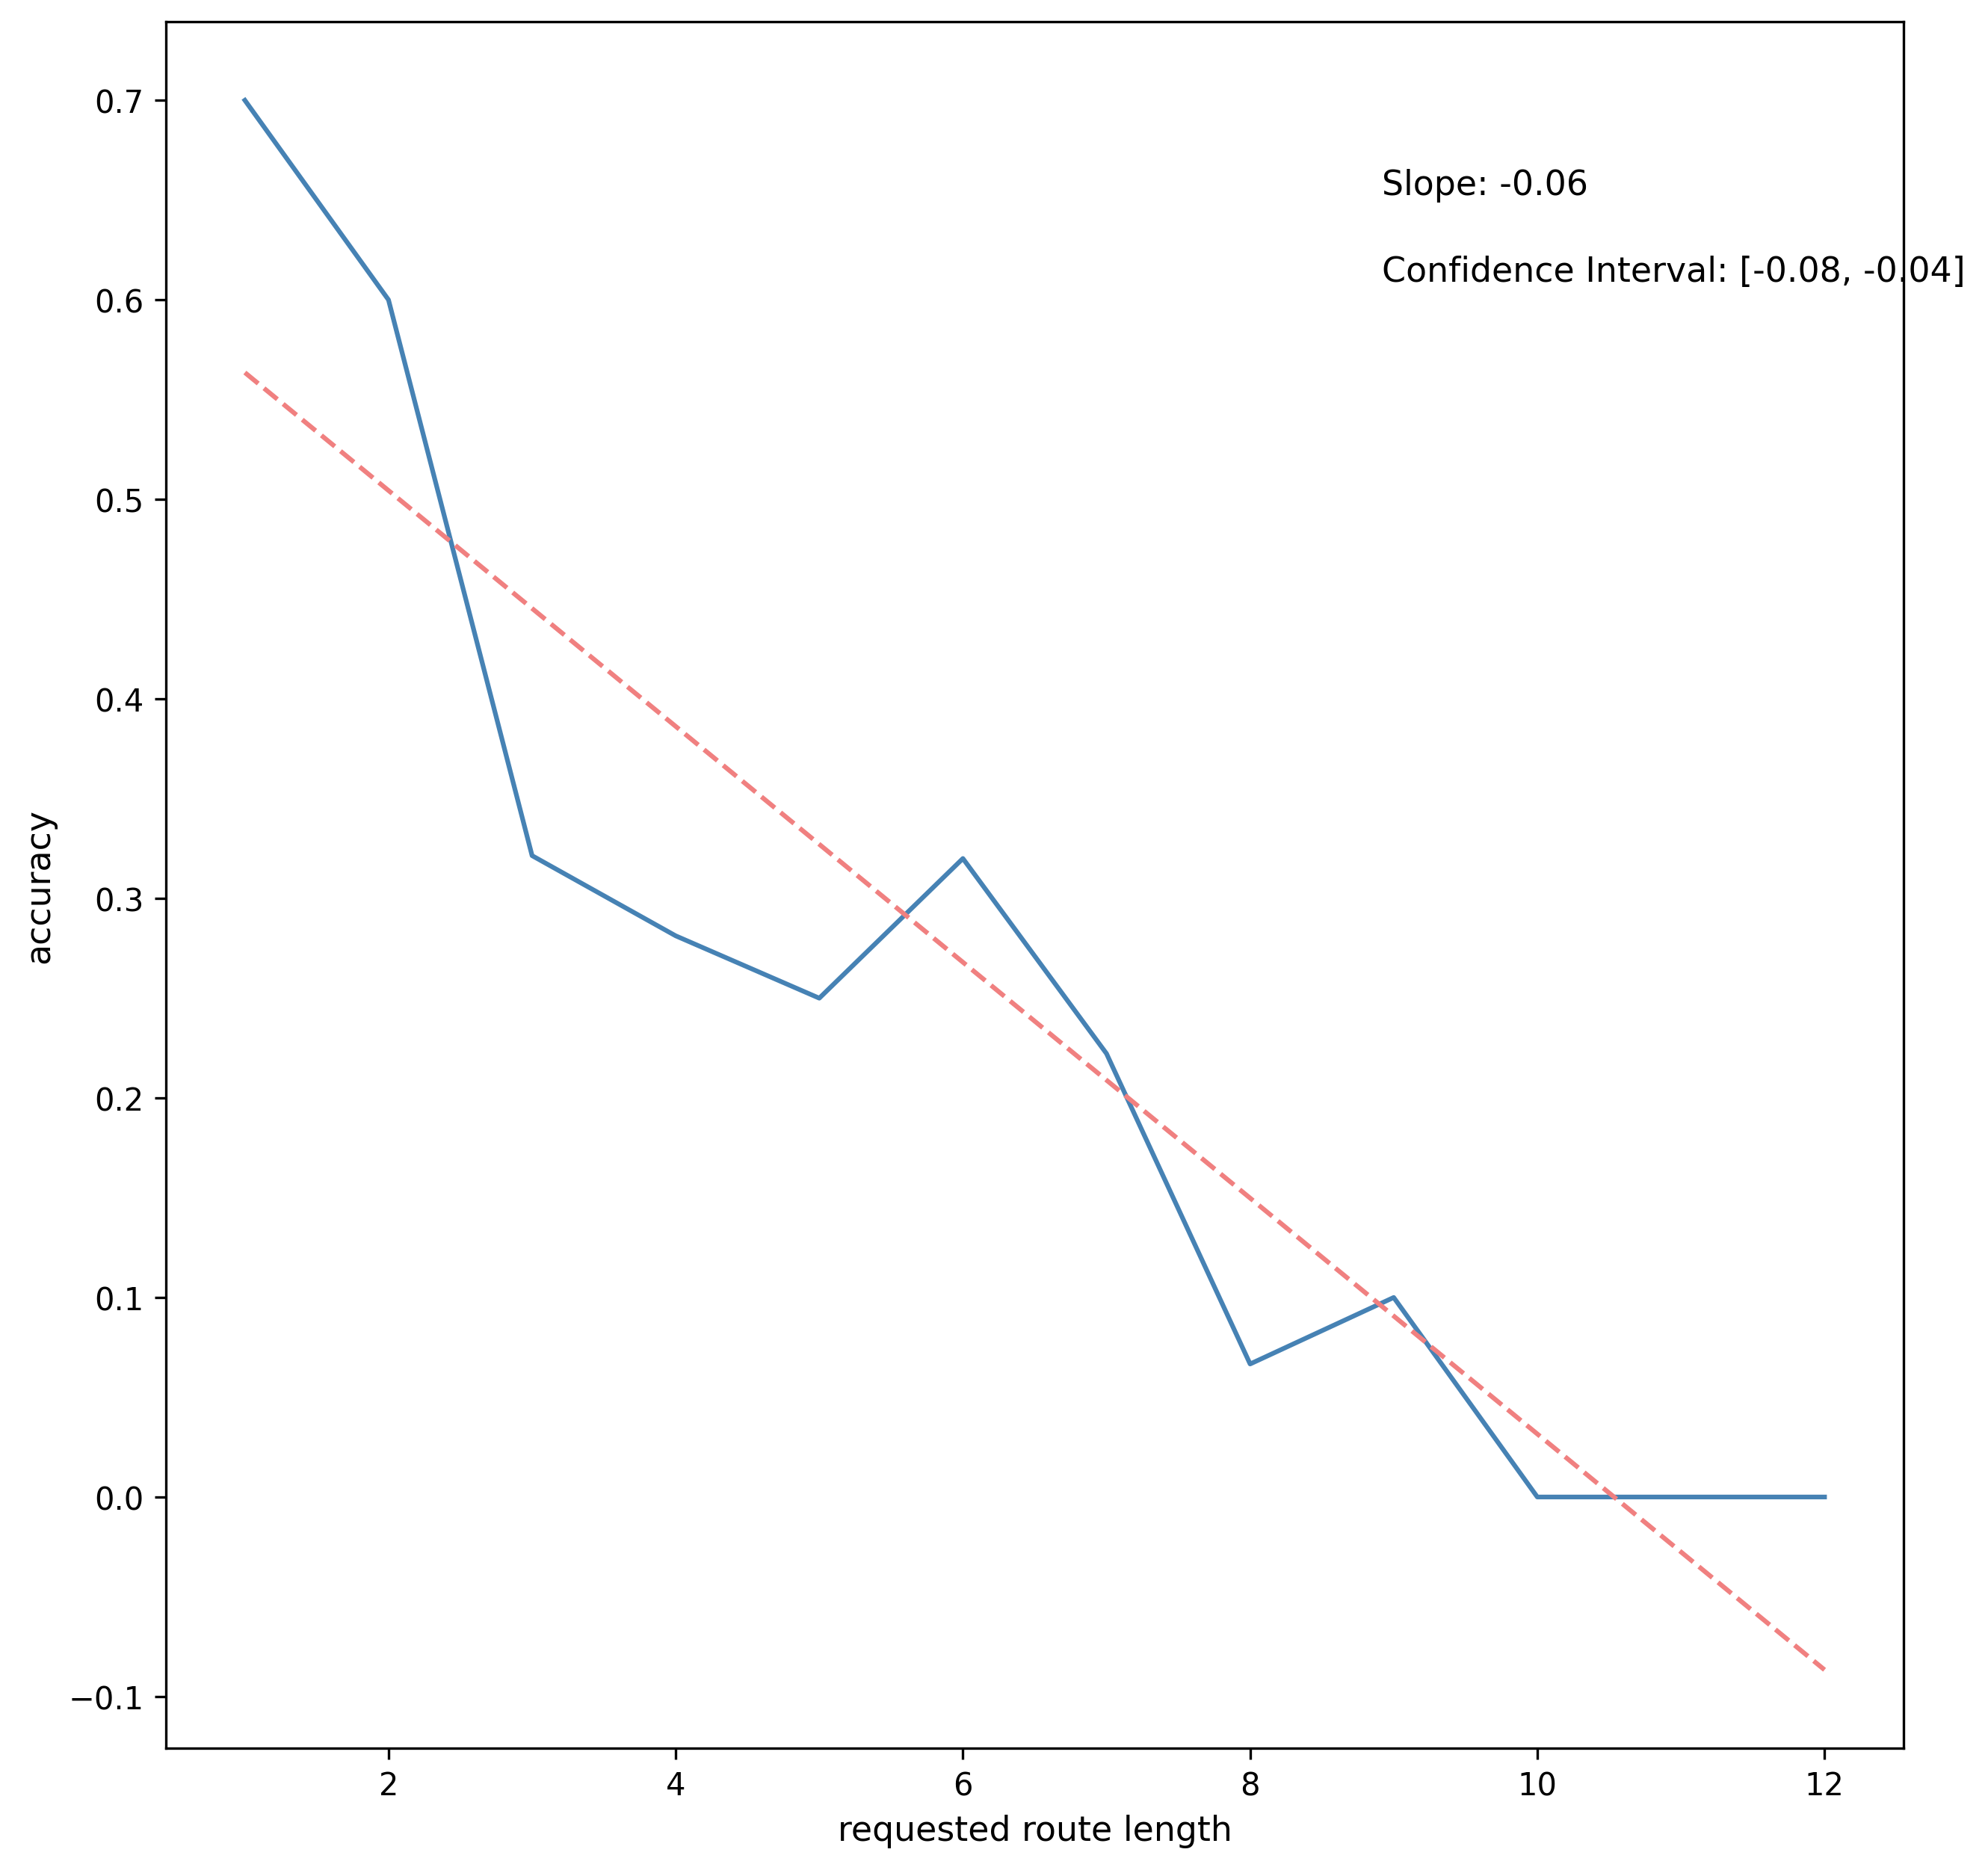 0.7
Slope: -0.06
Confidence Interval: [-0.08, -0.04]
0.6
0.5
0.4
accuracy
0.3
0.2
0.1
0.0
−0.1
2 4 6 8 10 12
requested route length